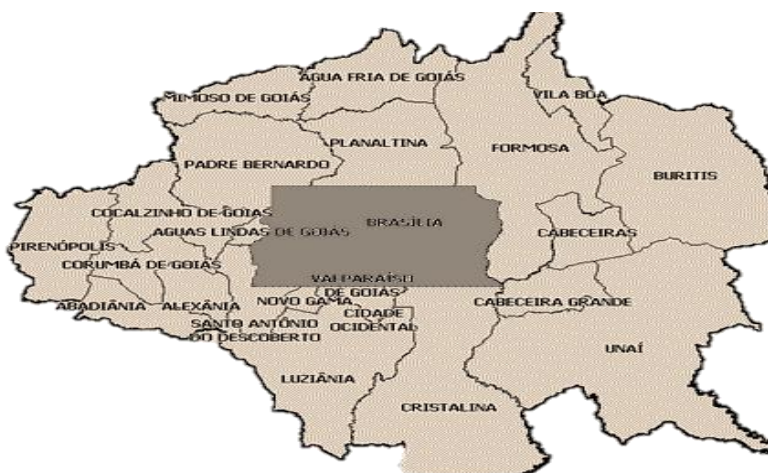 ÁGUA FRIA DE GOIÁS
MIMOSO DE GOIÁS
VILA BOA
PLANALTINA
FORMOSA
PADRE BERNARDO
BURITIS
COCALZINHO DE GOIÁS
BRASÍLIA
AGUAS LINDAS DE GOIÁS
CABECEIRAS
PIRENÓPOLIS
CORUMBÁ DE GOIÁS
VALPARAÍSO
DE GOIÁS
ABADIÂNIA
ALEXÂNIA
NOVO GAMA
CABECEIRA GRANDE
CIDADE
OCIDENTAL
SANTO ANTÔNIO
DO DESCOBERTO
UNAÍ
LUZIÂNIA
CRISTALINA